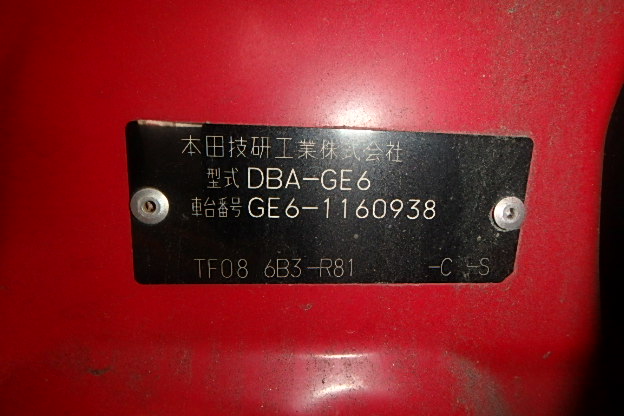 本田技研工業株式会社
型式 DBA-GE6
車台番号 GE6-1160938
TF08 6B3-R81 -C -S